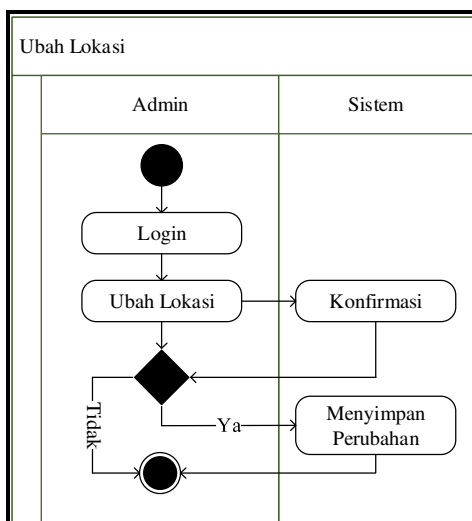 Ubah Lokasi
Admin
Sistem
Login
Ubah Lokasi
Konfirmasi
Tidak
Ya
Menyimpan
Perubahan